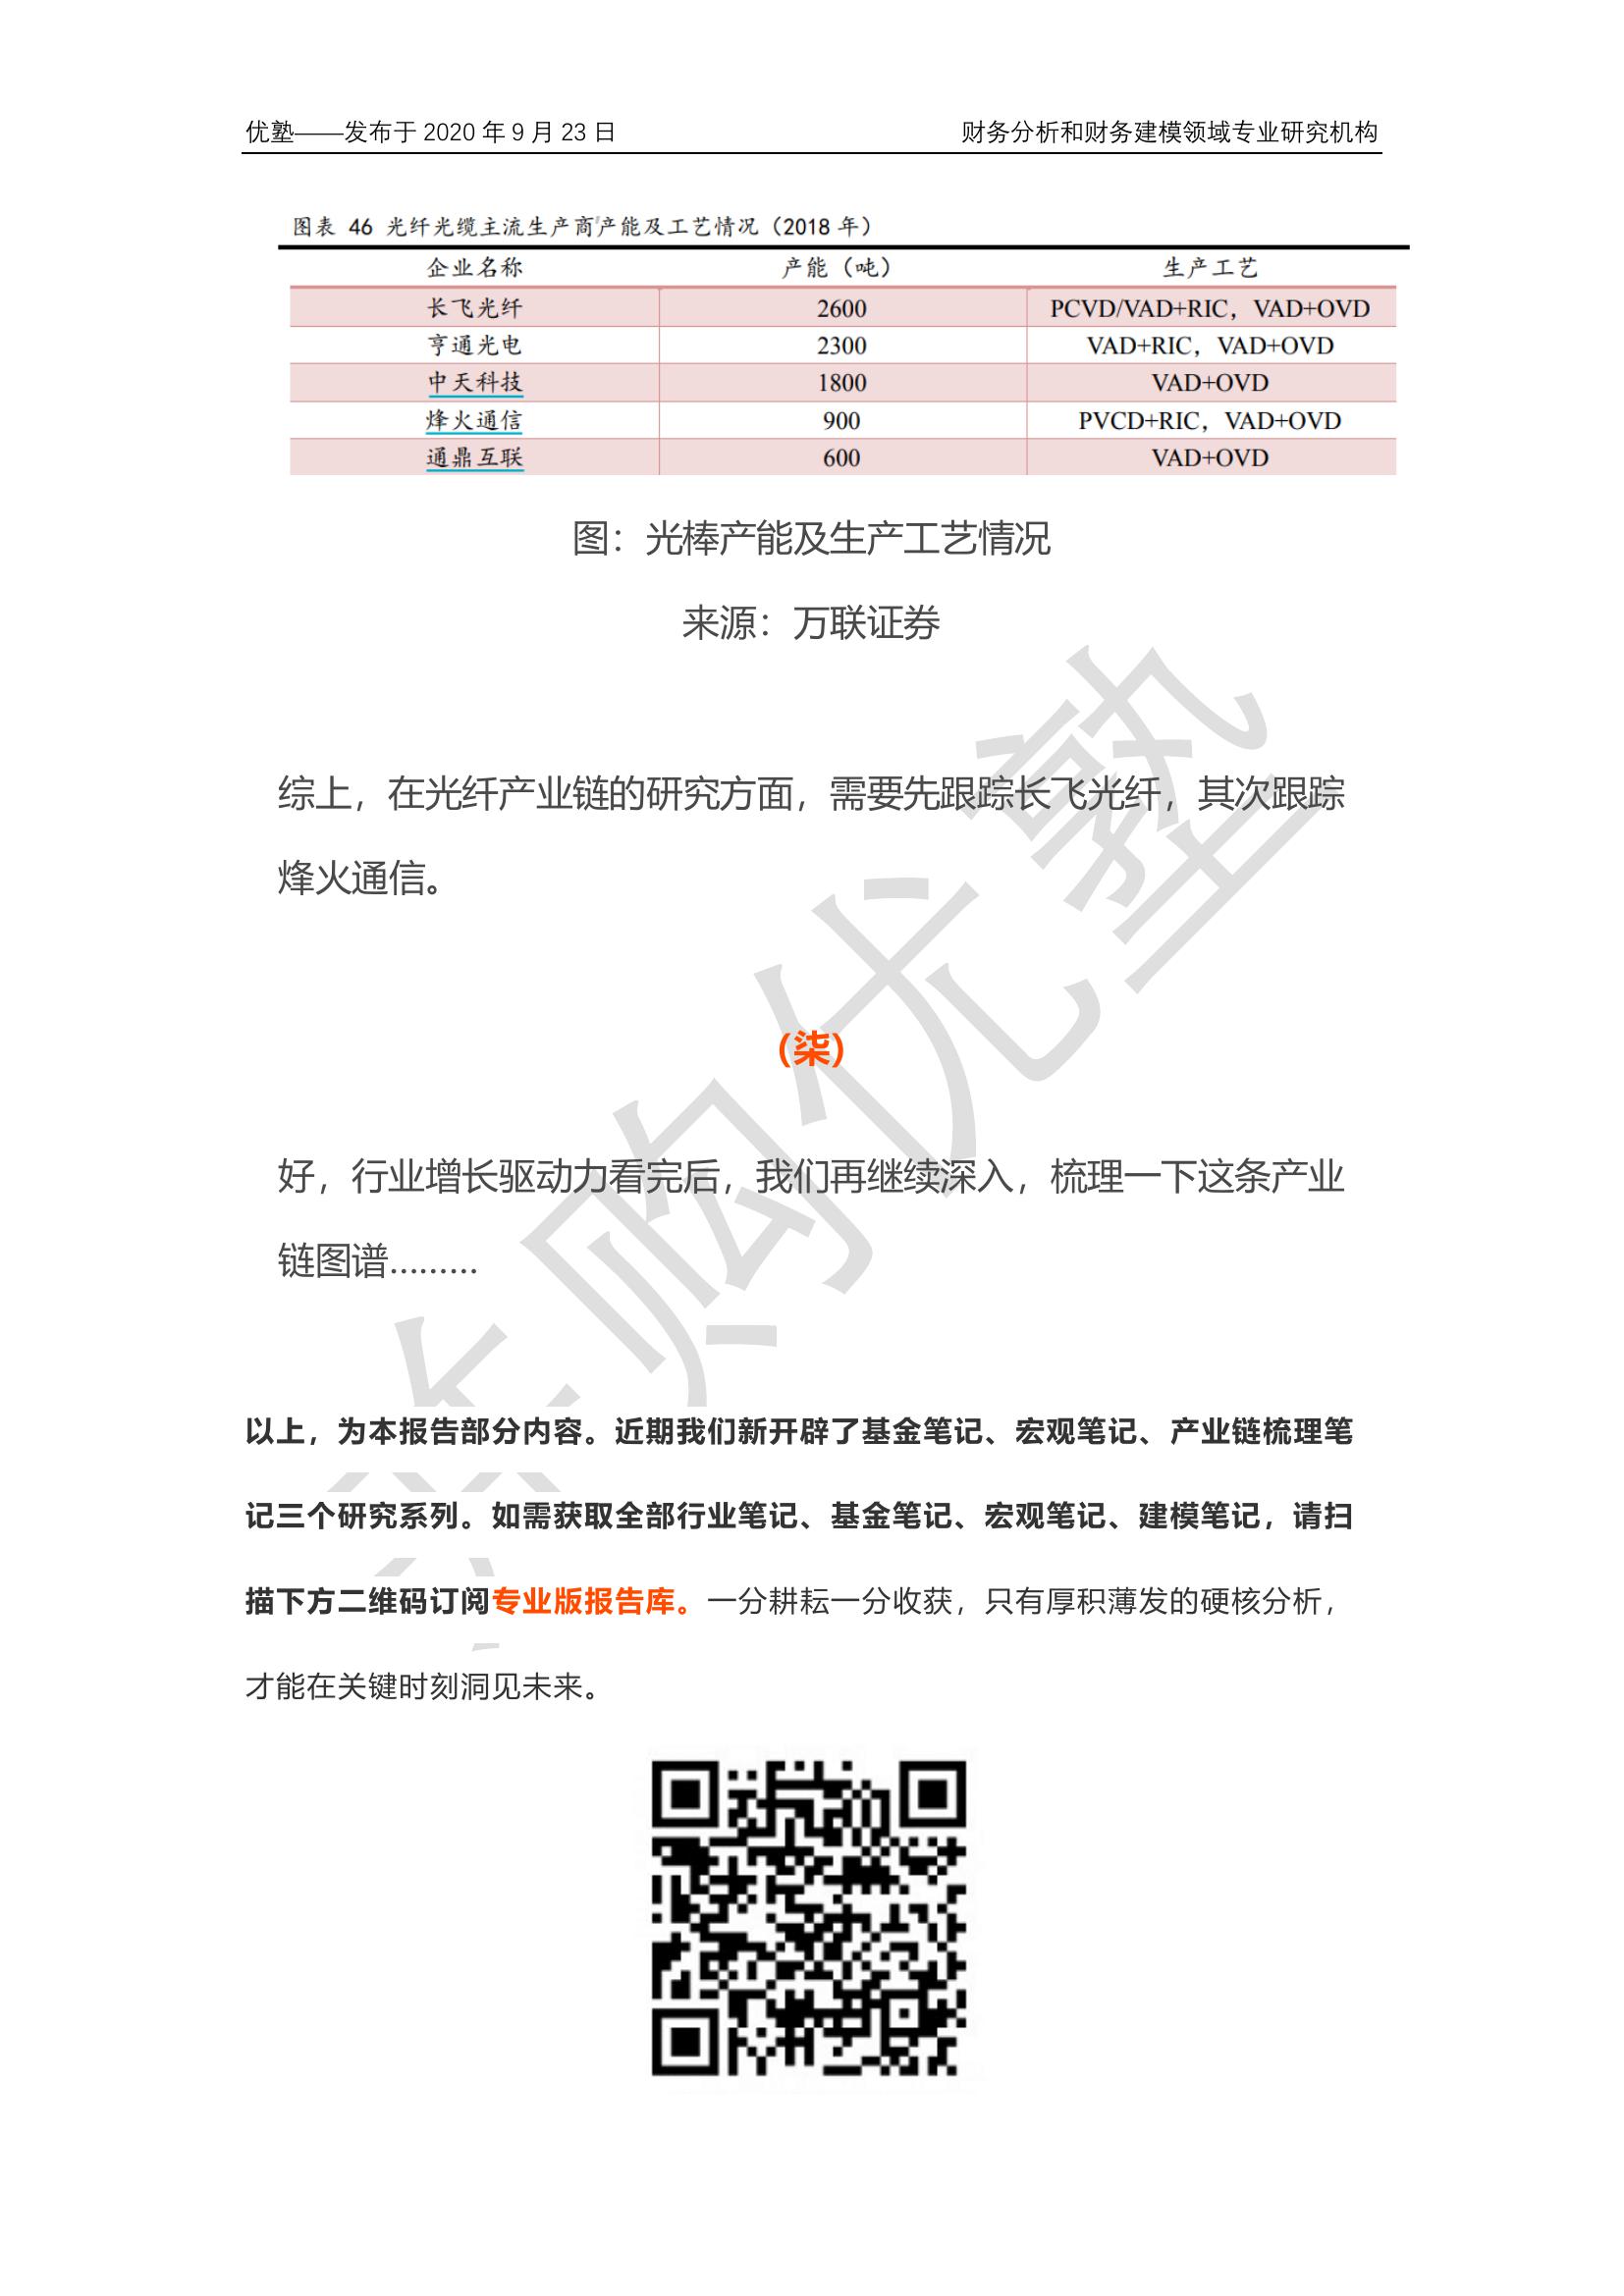 优塾——发布于 2020 年 9 月 23 日 财务分析和财务建模领域专业研究机构
图表 46 光纤光缆主流生产商产能及工艺情况（2018 年）
企业名称 产能（吨） 生产工艺
长飞光纤 2600 PCVD/VAD+RIC，VAD+OVD
亨通光电 2300 VAD+RIC，VAD+OVD
中天科技 1800 VAD+OVD
烽火通信 900 PVCD+RIC，VAD+OVD
通鼎互联 600 VAD+OVD
图：光棒产能及生产工艺情况
来源：万联证券
综上，在光纤产业链的研究方面，需要先跟踪长飞光纤，其次跟踪
烽火通信。
(柒)
好，行业增长驱动力看完后，我们再继续深入，梳理一下这条产业
链图谱………
以上，为本报告部分内容。近期我们新开辟了基金笔记、宏观笔记、产业链梳理笔
记三个研究系列。如需获取全部行业笔记、基金笔记、宏观笔记、建模笔记，请扫
描下方二维码订阅专业版报告库。一分耕耘一分收获，只有厚积薄发的硬核分析，
才能在关键时刻洞见未来。
购优塾